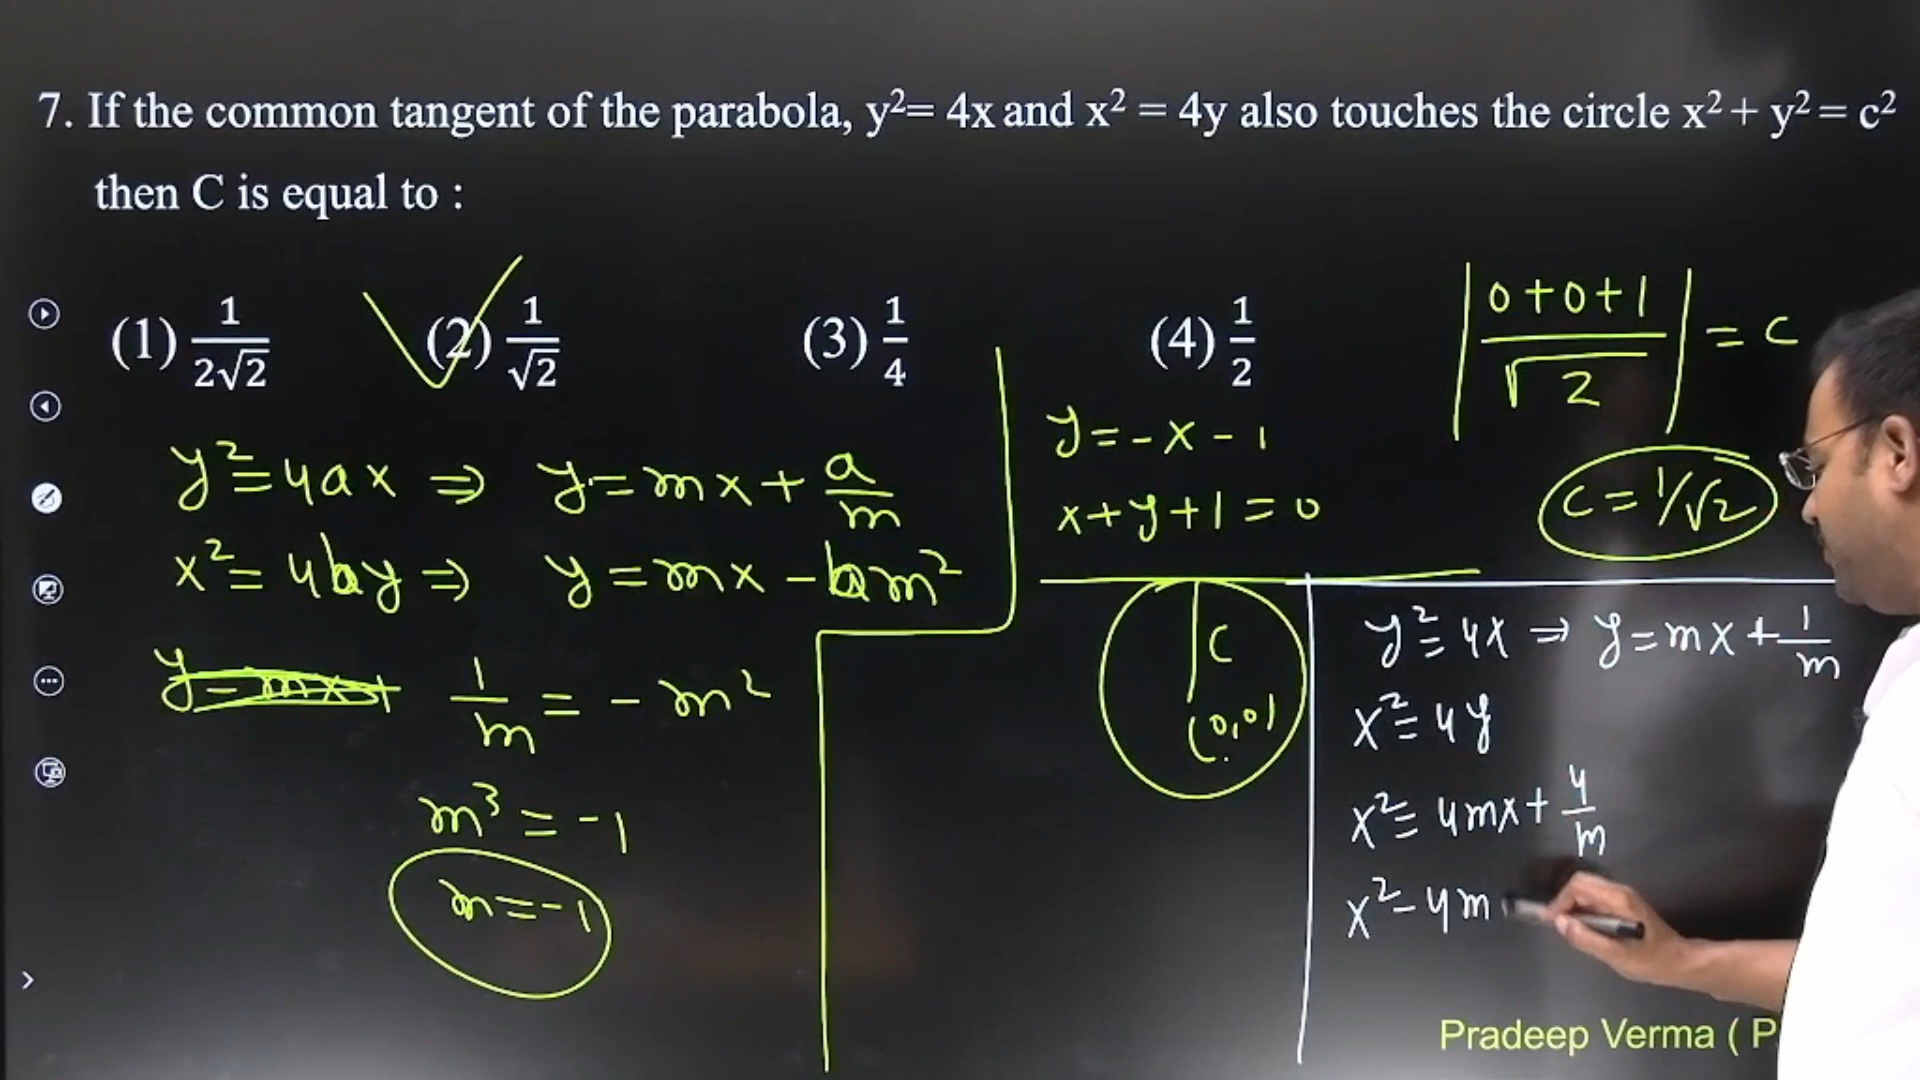 7. If the common tangent of the parabola, y²= 4x and x² = 4y also touches the circle x² + y² = c²
then C is equal to :
(1) 1/(2√2) (2) 1/√2 (3) 1/4 (4) 1/2
|(0+0+1)/√2| = c
c = 1/√2
y = -x - 1
x+y+1 = 0
y² = 4ax ⇒ y = mx + a/m
x² = 4by ⇒ y = mx - bm²
1/m = - m²
m³ = -1
m = -1
C
(0,0)
y² = 4x ⇒ y = mx + 1/m
x² = 4y
x² = 4mx + 4/m
x² - 4m
Pradeep Verma ( P